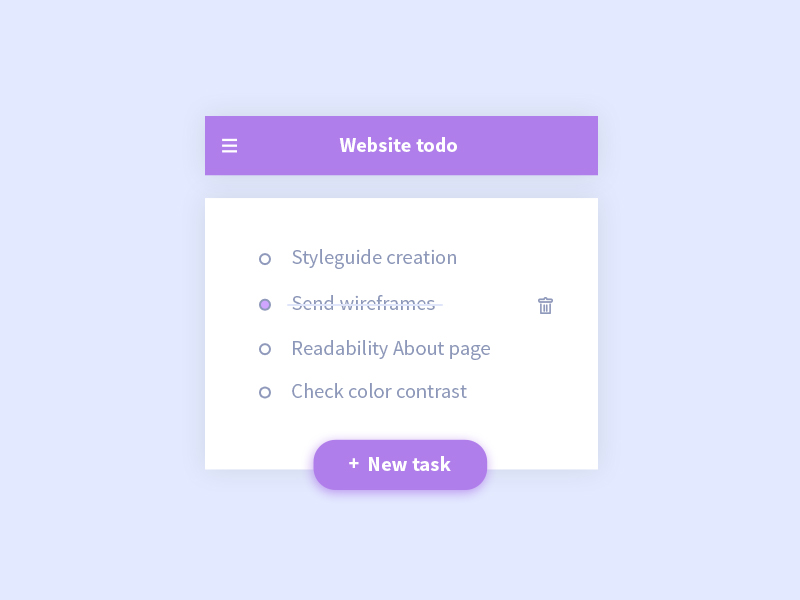 Website todo
Styleguide creation
Send wireframes
Readability About page
Check color contrast
+ New task